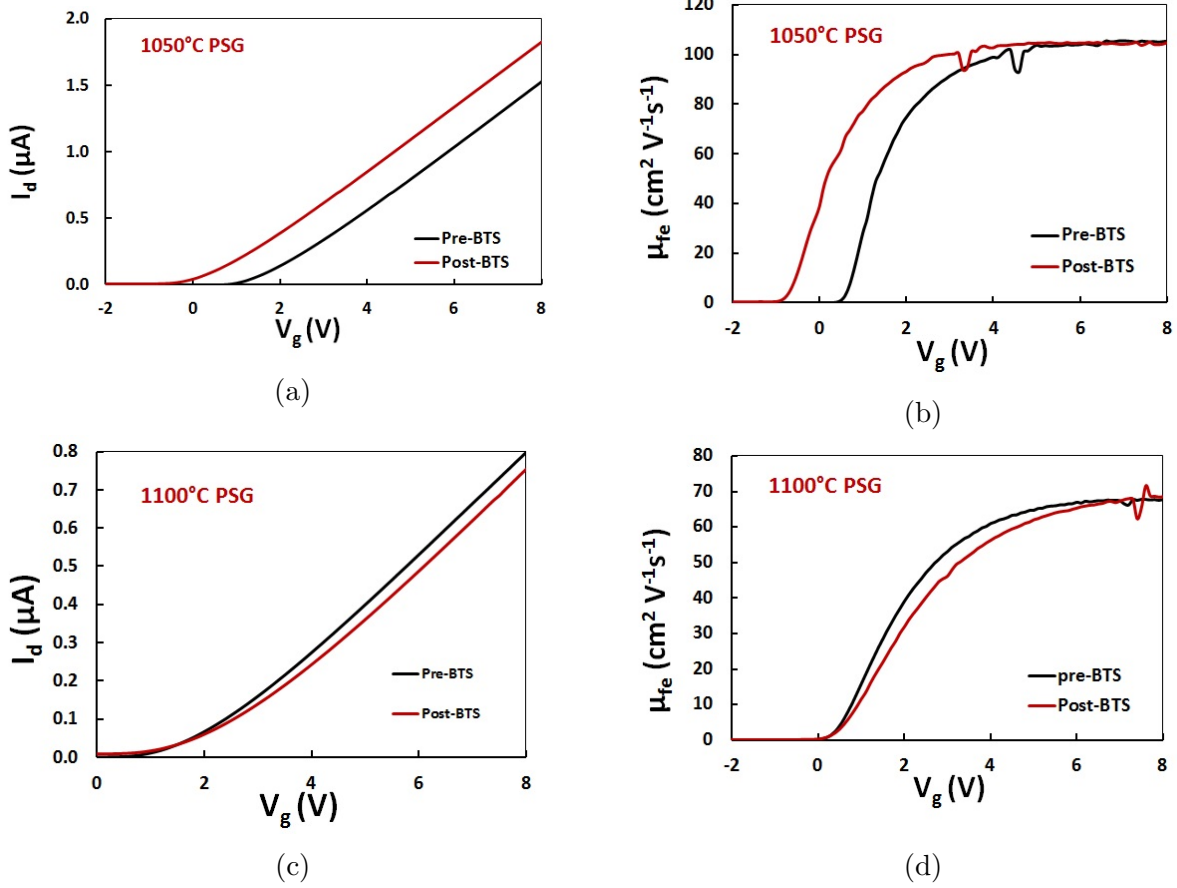 1050°C PSG
I_d (µA)
2.0
1.5
1.0
0.5
0.0
Pre-BTS
Post-BTS
-2 0 2 4 6 8
V_g (V)
(a)
1050°C PSG
µ_fe (cm² V⁻¹s⁻¹)
120
100
80
60
40
20
0
Pre-BTS
Post-BTS
-2 0 2 4 6 8
V_g (V)
(b)
1100°C PSG
I_d (µA)
0.8
0.7
0.6
0.5
0.4
0.3
0.2
0.1
0.0
Pre-BTS
Post-BTS
0 2 4 6 8
V_g (V)
(c)
1100°C PSG
µ_fe (cm² V⁻¹s⁻¹)
80
70
60
50
40
30
20
10
0
pre-BTS
Post-BTS
-2 0 2 4 6 8
V_g (V)
(d)